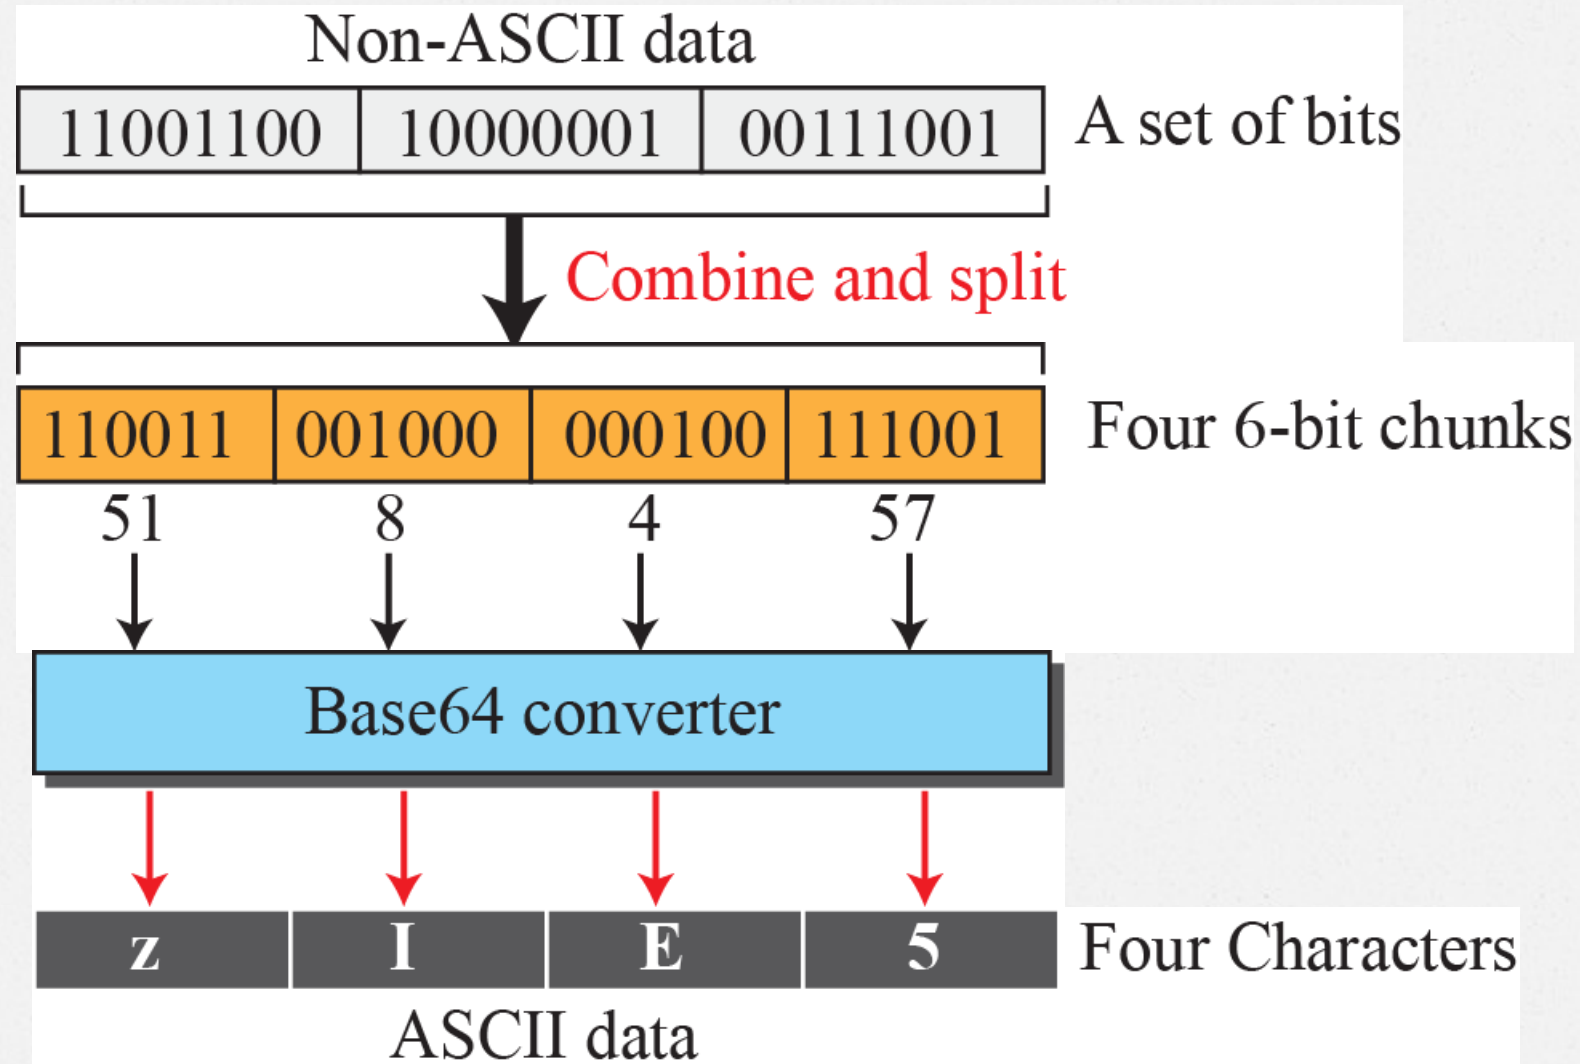 Non-ASCII data
11001100 10000001 00111001 A set of bits
Combine and split
110011 001000 000100 111001 Four 6-bit chunks
51 8 4 57
Base64 converter
z I E 5 Four Characters
ASCII data